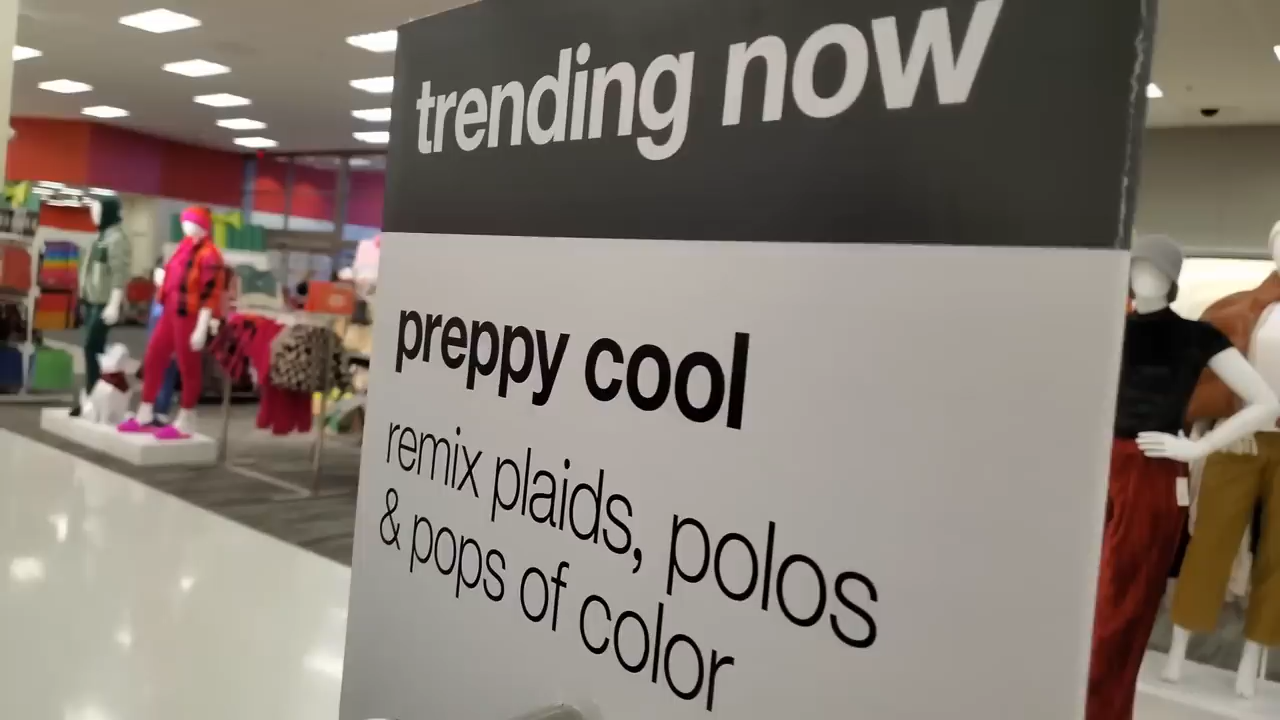 trending now
preppy cool
remix plaids, polos
& pops of color